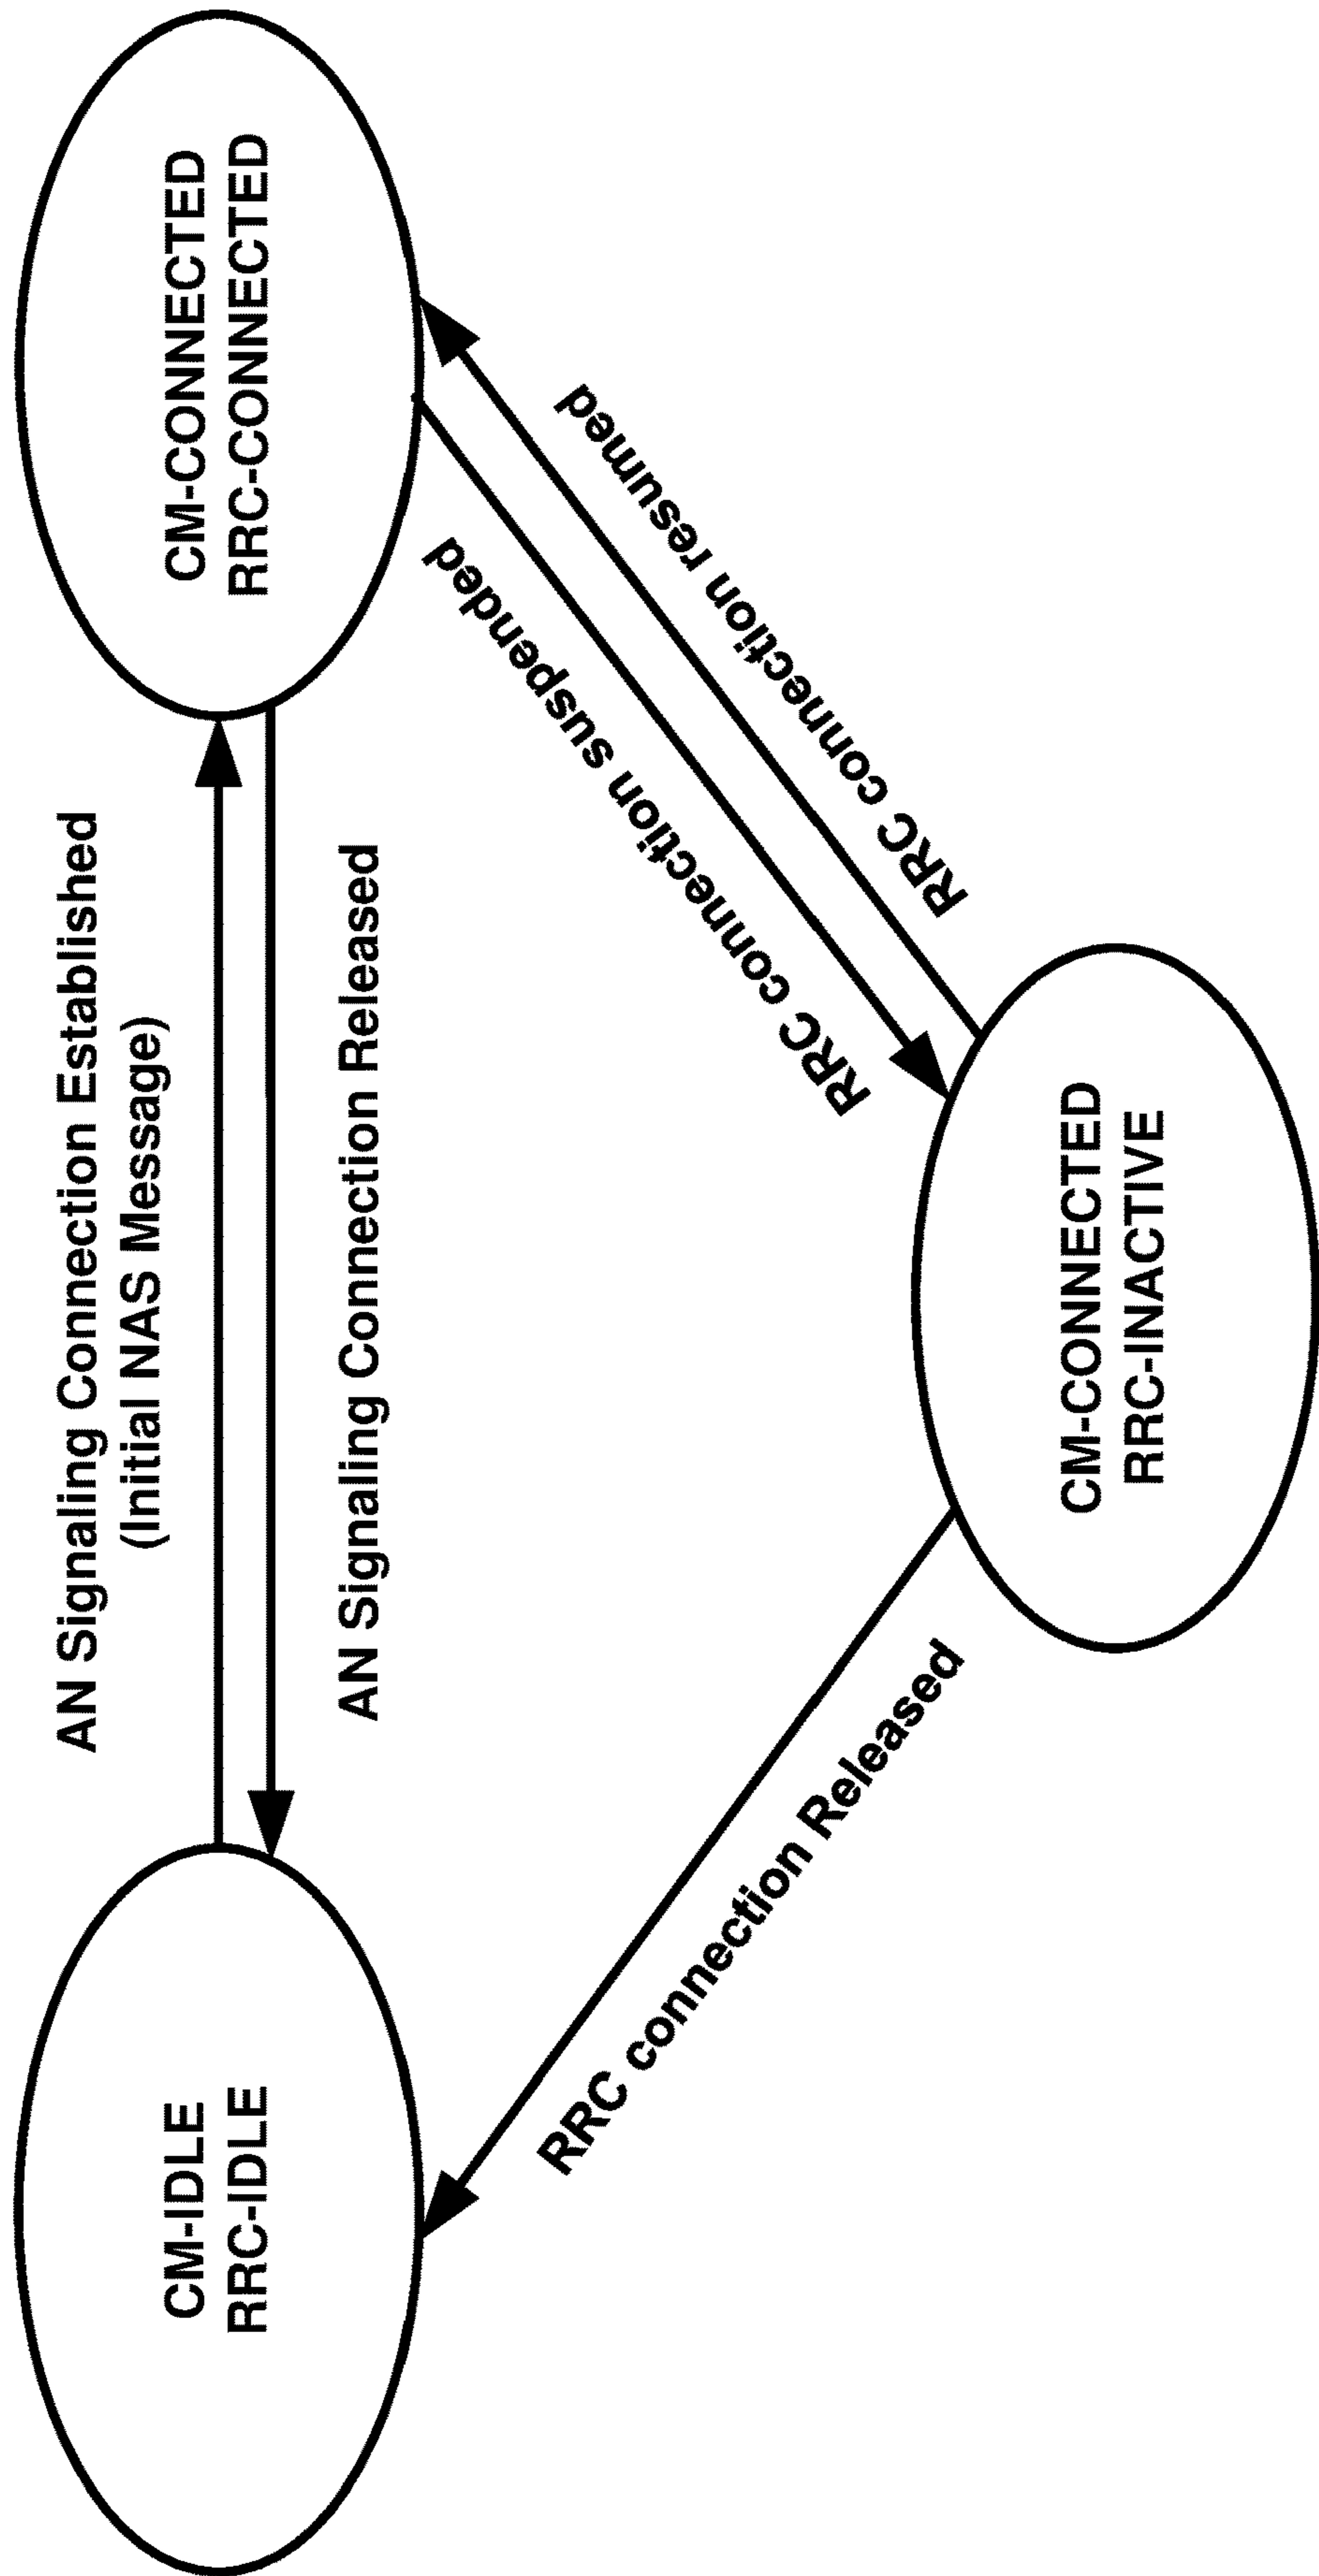 CM-IDLE
RRC-IDLE
AN Signaling Connection Established
(Initial NAS Message)
AN Signaling Connection Released
CM-CONNECTED
RRC-CONNECTED
RRC connection Released
RRC connection suspended
RRC connection resumed
CM-CONNECTED
RRC-INACTIVE